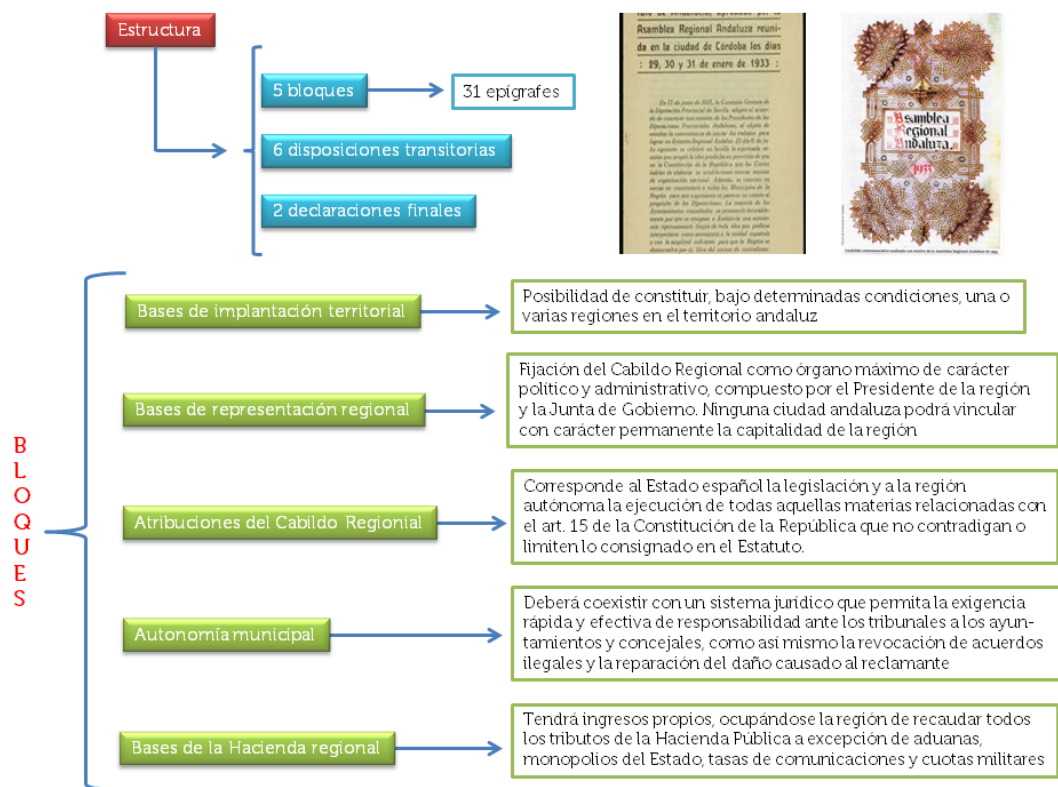 Estructura
5 bloques
31 epígrafes
6 disposiciones transitorias
2 declaraciones finales
Asamblea Regional Andaluza reuni-
da en la ciudad de Córdoba los días
: 29, 30 y 31 de enero de 1933 :
Asamblea
Regional
Andaluza
1933
BLOQUES
Bases de implantación territorial
Posibilidad de constituir, bajo determinadas condiciones, una o
varias regiones en el territorio andaluz
Bases de representación regional
Fijación del Cabildo Regional como órgano máximo de carácter
político y administrativo, compuesto por el Presidente de la región
y la Junta de Gobierno. Ninguna ciudad andaluza podrá vincular
con carácter permanente la capitalidad de la región
Atribuciones del Cabildo Regionial
Corresponde al Estado español la legislación y a la región
autónoma la ejecución de todas aquellas materias relacionadas con
el art. 15 de la Constitución de la República que no contradigan o
limiten lo consignado en el Estatuto.
Autonomía municipal
Deberá coexistir con un sistema jurídico que permita la exigencia
rápida y efectiva de responsabilidad ante los tribunales a los ayun-
tamientos y concejales, como así mismo la revocación de acuerdos
ilegales y la reparación del daño causado al reclamante
Bases de la Hacienda regional
Tendrá ingresos propios, ocupándose la región de recaudar todos
los tributos de la Hacienda Pública a excepción de aduanas,
monopolios del Estado, tasas de comunicaciones y cuotas militares